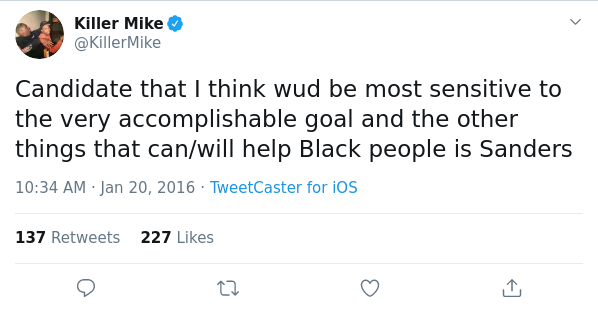 Killer Mike
@KillerMike
Candidate that I think wud be most sensitive to
the very accomplishable goal and the other
things that can/will help Black people is Sanders
10:34 AM · Jan 20, 2016 · TweetCaster for iOS
137 Retweets 227 Likes